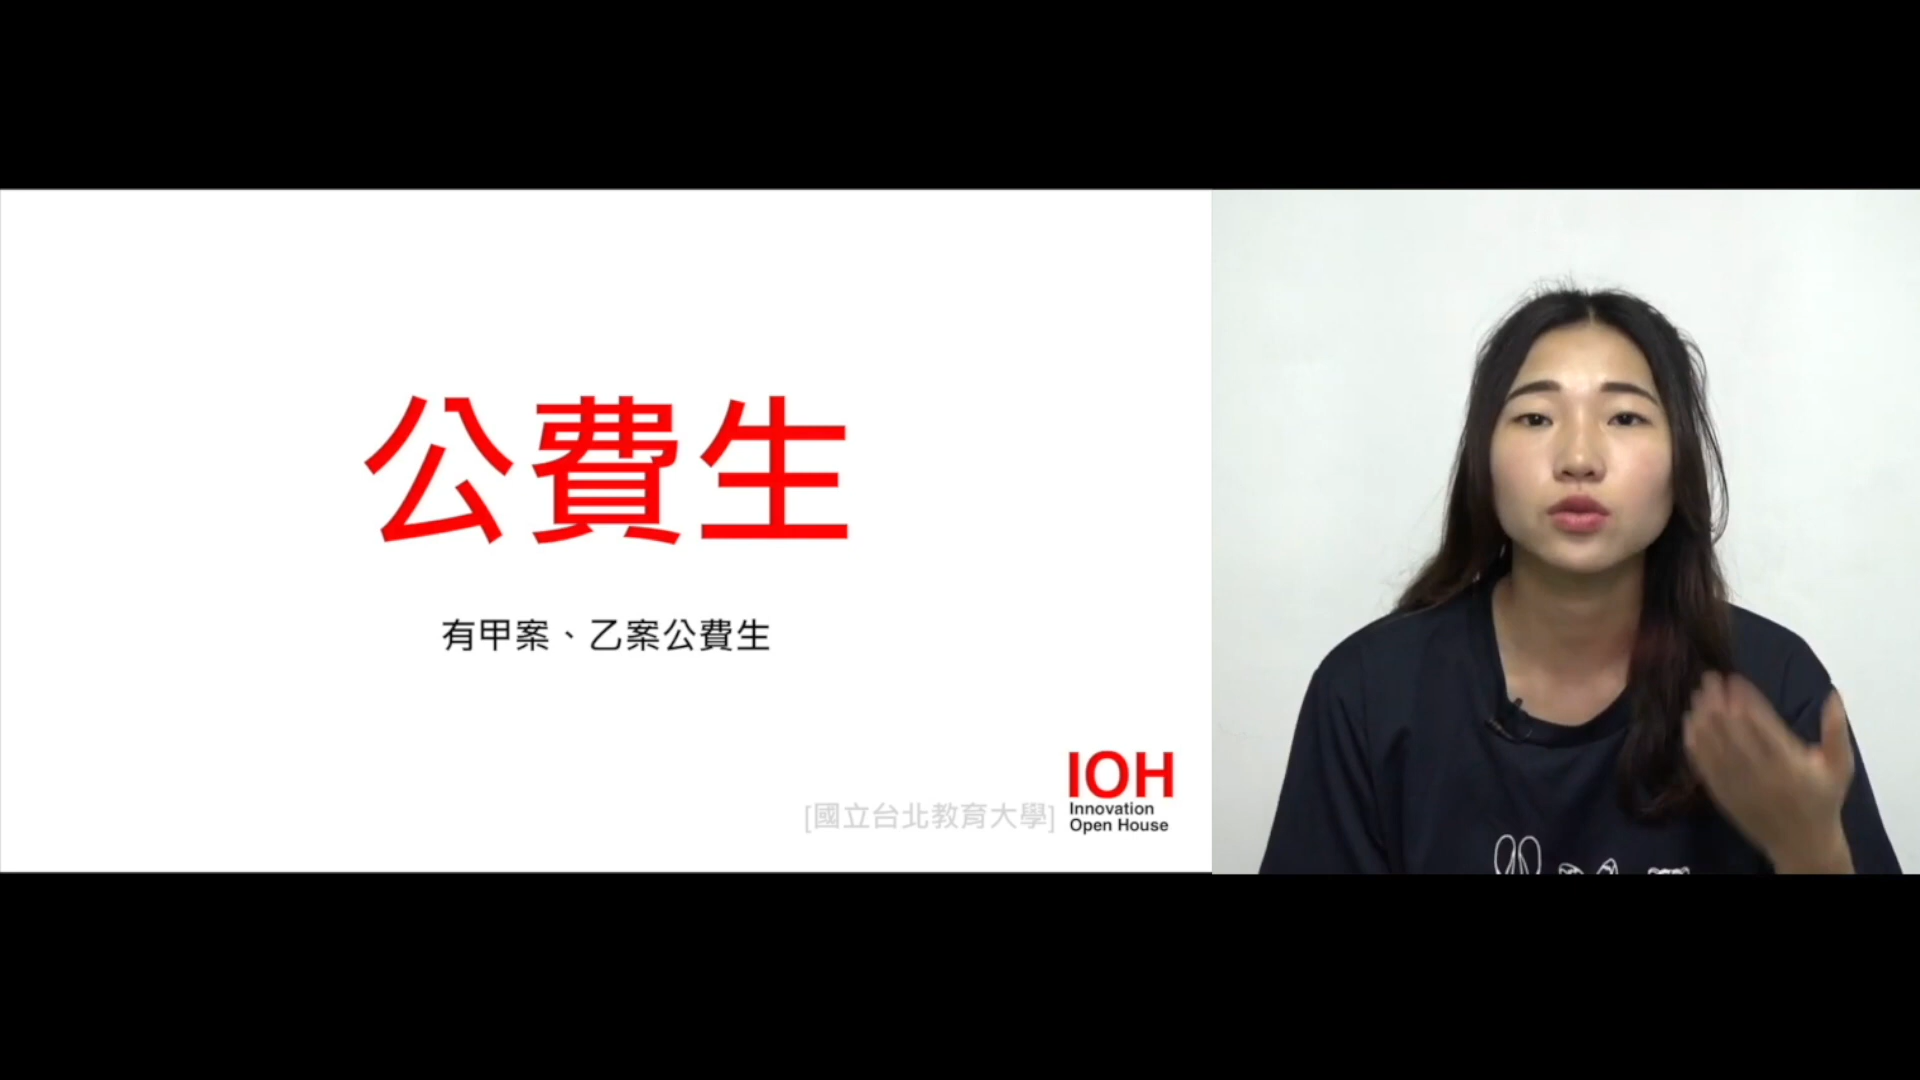 公費生
有甲案、乙案公費生
[國立台北教育大學]
IOH
Innovation
Open House